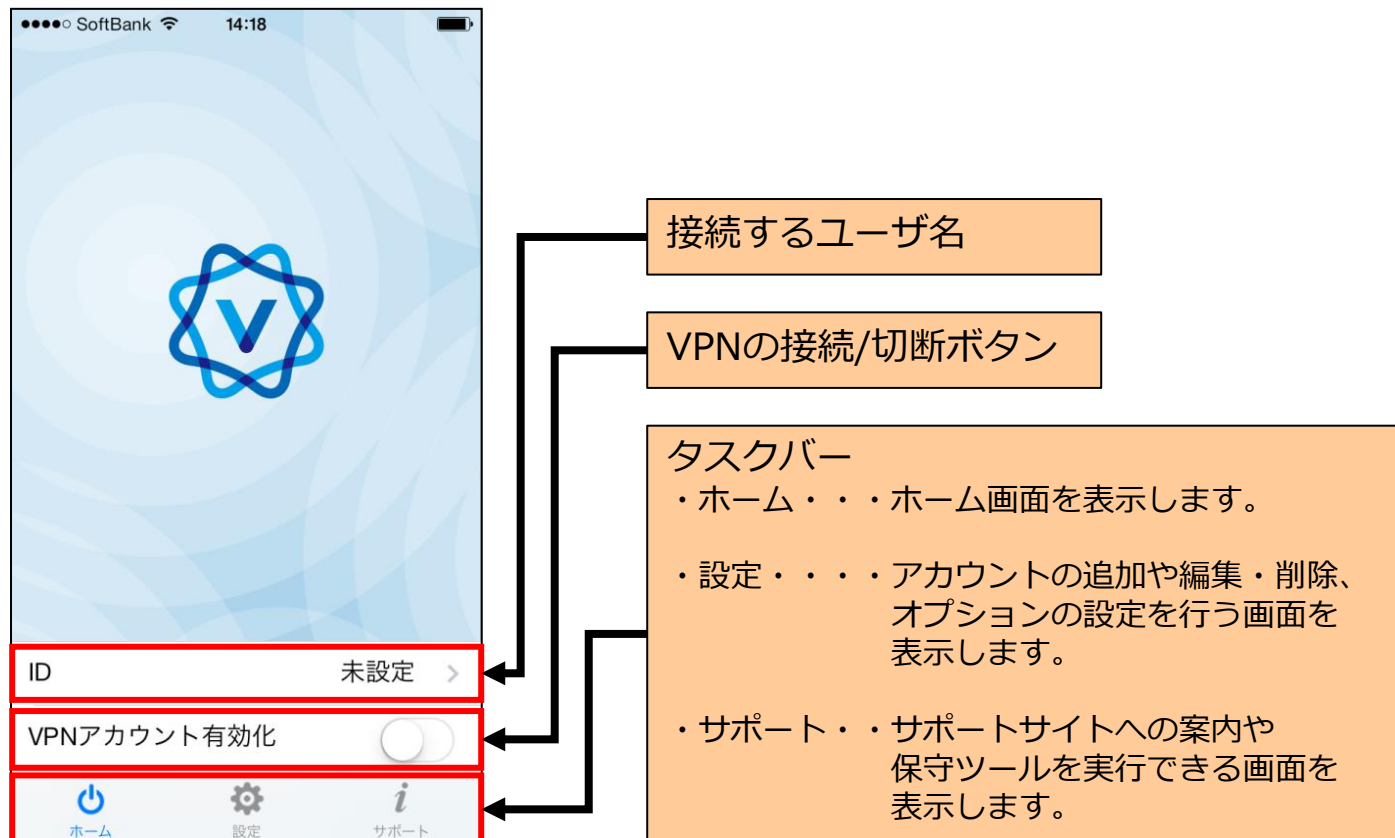 ●●●●○ SoftBank 14:18
V
ID 未設定 >
VPNアカウント有効化
ホーム 設定 サポート
接続するユーザ名
VPNの接続/切断ボタン
タスクバー
・ホーム・・・ホーム画面を表示します。
・設定・・・・アカウントの追加や編集・削除、
オプションの設定を行う画面を
表示します。
・サポート・・サポートサイトへの案内や
保守ツールを実行できる画面を
表示します。